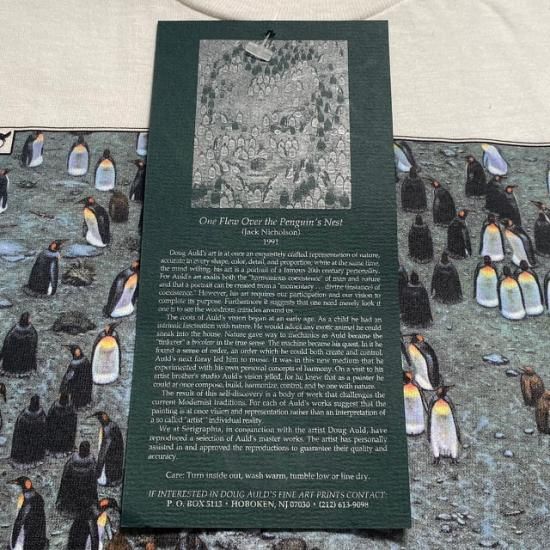 One Flew Over the Penguin's Nest
(Jack Nicholson)
1991
Doug Auld's art is at once an exquisitely crafted representation of nature,
accurate in every shape, color, detail, and proportion; while at the same time,
the mind willing, his art is a portrait of a famous 20th century personality.
For Auld's art exalts both the "harmonious coexistence" of man and nature
and that a portrait can be created from a "momentary . . . divine (instance) of
coexistence." However, his art requires our participation and our vision to
complete its purpose. Furthermore it suggests that one need merely look if
one is to see the wondrous miracles around us.
The roots of Auld's vision began at an early age. As a child he had an
intrinsic fascination with nature. He would adopt any exotic animal he could
sneak into the house. Nature gave way to mechanics as Auld became the
"tinkerer" a bricoleur in the true sense. The machine became his quest. In it he
found a sense of order, an order which he could both create and control.
Auld's next foray led him to music. It was in this new medium that he
experimented with his own personal concepts of harmony. On a visit to his
artist brother's studio Auld's vision jelled, for he knew that as a painter he
could at once compose, build, harmonize, control, and be one with nature.
The result of this self-discovery is a body of work that challenges the
current Modernist traditions. For each of Auld's works suggest that the
painting is at once vision and representation rather than an interpretation of
a so called "artist" individual reality.
We at Serigraphia, in conjunction with the artist Doug Auld, have
reproduced a selection of Auld's master works. The artist has personally
assisted in and approved the reproductions to guarantee their quality and
accuracy.
Care: Turn inside out, wash warm, tumble low or line dry.
IF INTERESTED IN DOUG AULD'S FINE ART PRINTS CONTACT:
P. O. BOX 5113 • HOBOKEN, NJ 07030 • (212) 613-9098